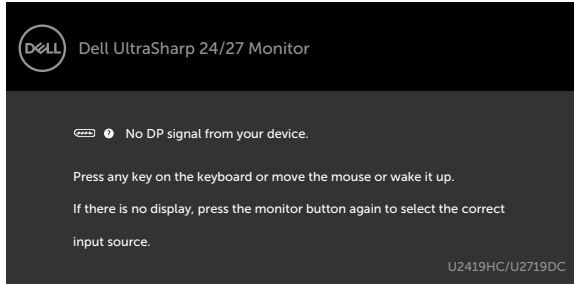 DELL
Dell UltraSharp 24/27 Monitor
? No DP signal from your device.
Press any key on the keyboard or move the mouse or wake it up.
If there is no display, press the monitor button again to select the correct
input source.
U2419HC/U2719DC